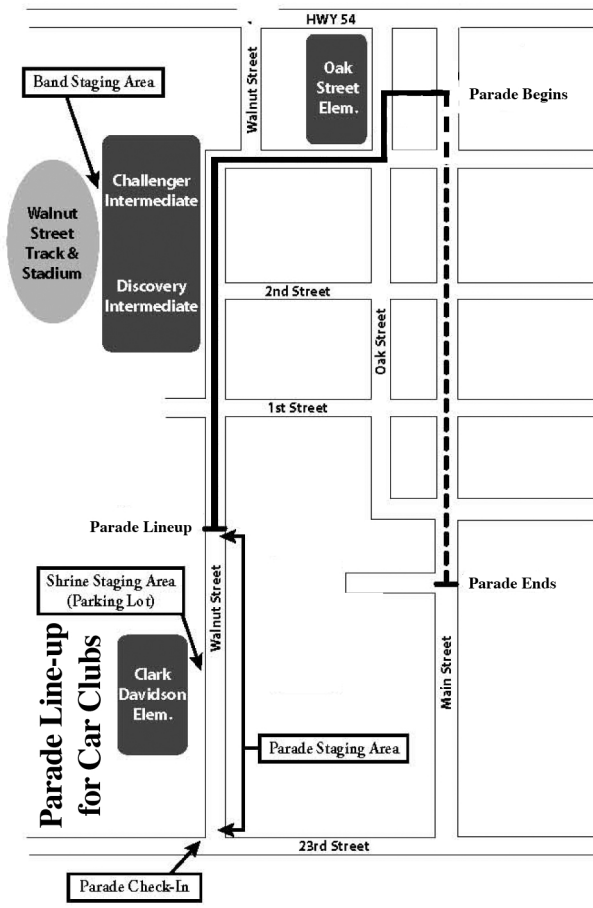 HWY 54
Walnut Street
Oak
Street
Elem.
Band Staging Area
Parade Begins
Challenger
Intermediate
Walnut
Street
Track &
Stadium
Discovery
Intermediate
2nd Street
Oak Street
1st Street
Parade Lineup
Shrine Staging Area
(Parking Lot)
Walnut Street
Parade Ends
Main Street
Parade Line-up
for Car Clubs
Clark
Davidson
Elem.
Parade Staging Area
23rd Street
Parade Check-In